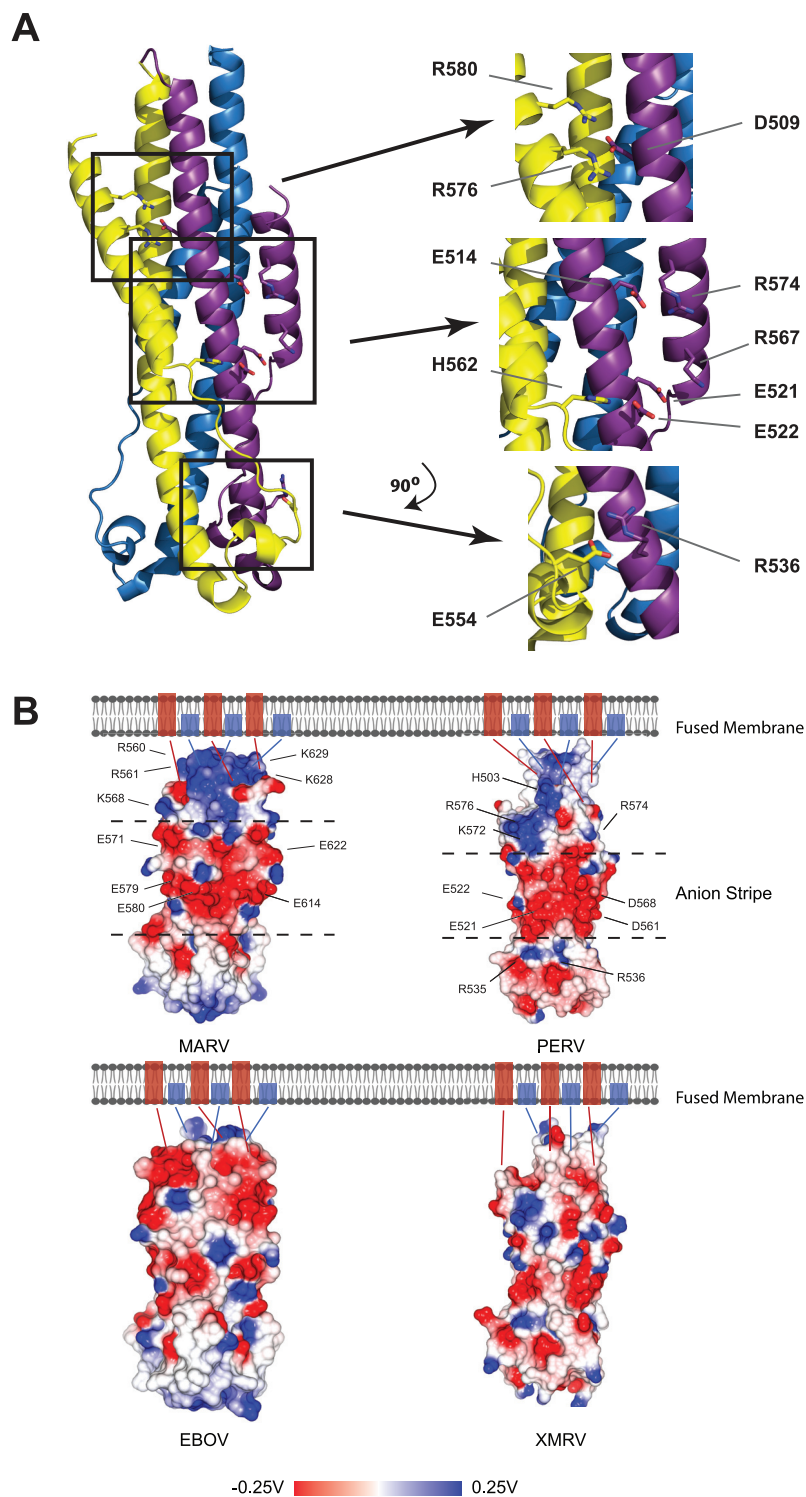 A
R580
D509
R576
E514
R574
R567
H562
E521
E522
90o
R536
E554
B
Fused Membrane
R560
K629
R561
K628
K568
E571
E622
E579
E580
E614
MARV
H503
R576
R574
K572
E522
D568
E521
D561
R535
R536
Anion Stripe
PERV
Fused Membrane
EBOV
XMRV
-0.25V 0.25V